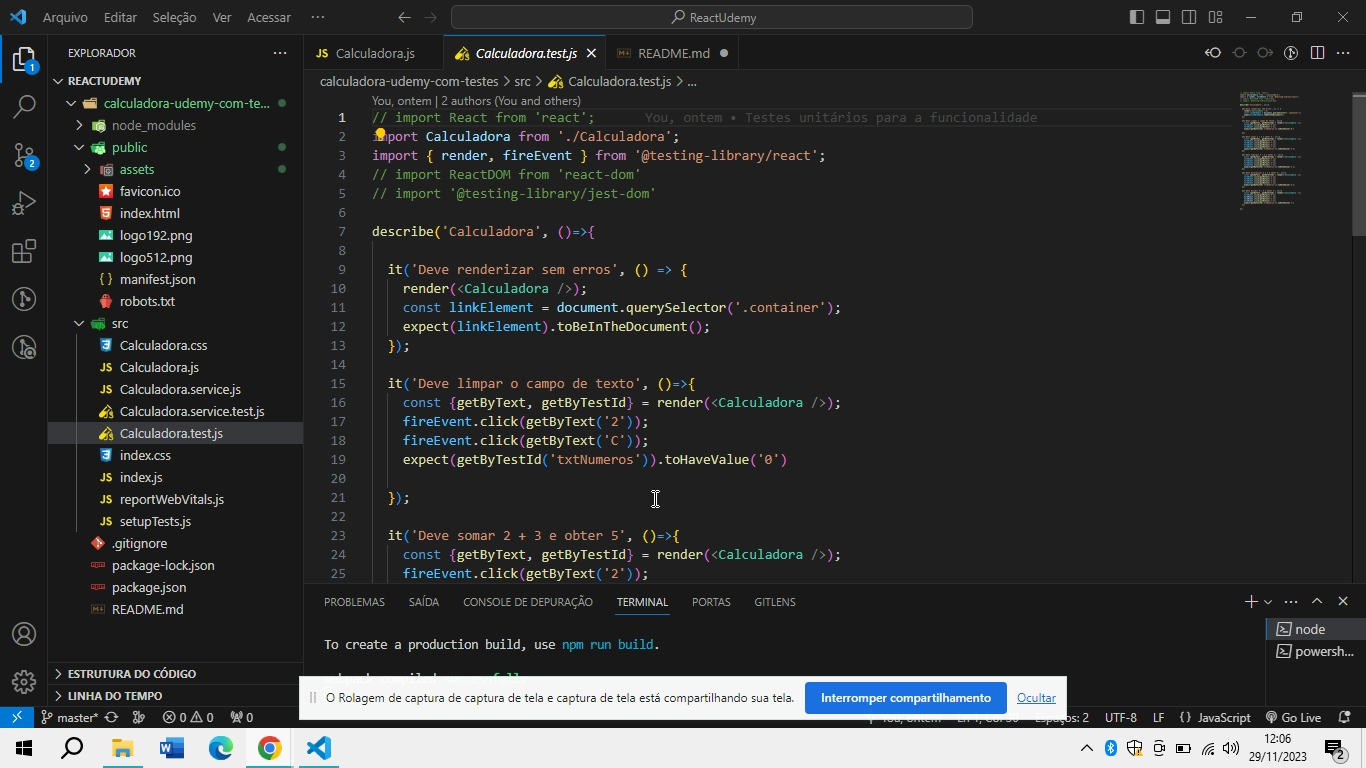 Arquivo Editar Seleção Ver Acessar ··· ReactUdemy
EXPLORADOR
REACTUDEMY
calculadora-udemy-com-te...
node_modules
public
assets
favicon.ico
index.html
logo192.png
logo512.png
manifest.json
robots.txt
src
Calculadora.css
Calculadora.js
Calculadora.service.js
Calculadora.service.test.js
Calculadora.test.js
index.css
index.js
reportWebVitals.js
setupTests.js
.gitignore
package-lock.json
package.json
README.md
ESTRUTURA DO CÓDIGO
LINHA DO TEMPO
1
2
JS Calculadora.js Calculadora.test.js README.md
calculadora-udemy-com-testes > src > Calculadora.test.js > ...
You, ontem | 2 authors (You and others)
1 // import React from 'react'; You, ontem • Testes unitários para a funcionalidade
2 import Calculadora from './Calculadora';
3 import { render, fireEvent } from '@testing-library/react';
4 // import ReactDOM from 'react-dom'
5 // import '@testing-library/jest-dom'
6
7 describe('Calculadora', ()=>{
8
9 it('Deve renderizar sem erros', () => {
10 render(<Calculadora />);
11 const linkElement = document.querySelector('.container');
12 expect(linkElement).toBeInTheDocument();
13 });
14
15 it('Deve limpar o campo de texto', ()=>{
16 const {getByText, getByTestId} = render(<Calculadora />);
17 fireEvent.click(getByText('2'));
18 fireEvent.click(getByText('C'));
19 expect(getByTestId('txtNumeros')).toHaveValue('0')
20
21 });
22
23 it('Deve somar 2 + 3 e obter 5', ()=>{
24 const {getByText, getByTestId} = render(<Calculadora />);
25 fireEvent.click(getByText('2'));
PROBLEMAS SAÍDA CONSOLE DE DEPURAÇÃO TERMINAL PORTAS GITLENS
To create a production build, use npm run build.
node
powersh...
O Rolagem de captura de captura de tela e captura de tela está compartilhando sua tela. Interromper compartilhamento Ocultar
master* 0 0 0 UTF-8 LF {} JavaScript Go Live
12:06
29/11/2023
2